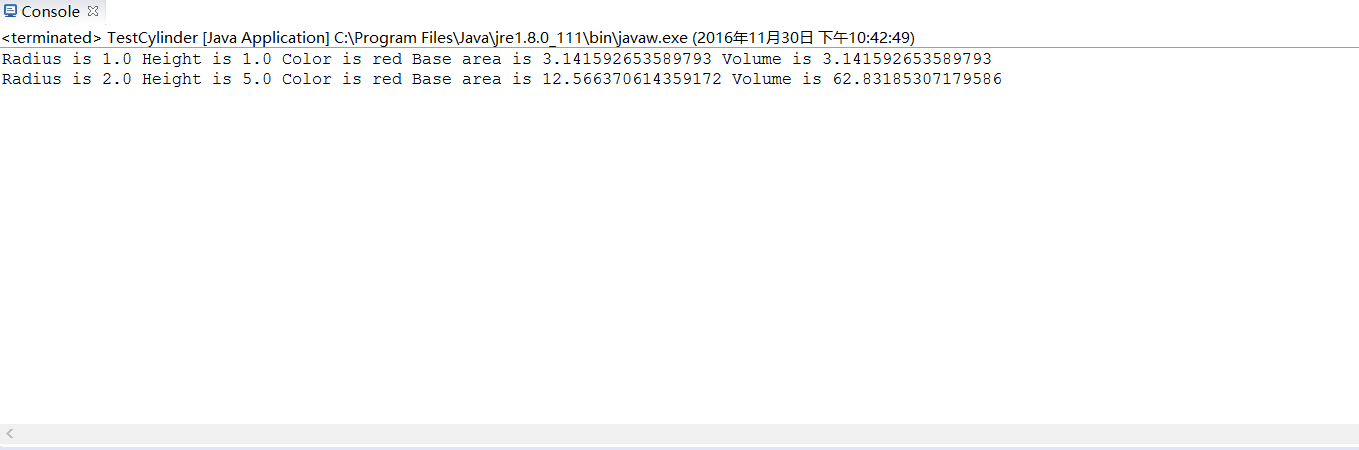 Console
<terminated> TestCylinder [Java Application] C:\Program Files\Java\jre1.8.0_111\bin\javaw.exe (2016年11月30日 下午10:42:49)
Radius is 1.0 Height is 1.0 Color is red Base area is 3.141592653589793 Volume is 3.141592653589793
Radius is 2.0 Height is 5.0 Color is red Base area is 12.566370614359172 Volume is 62.83185307179586